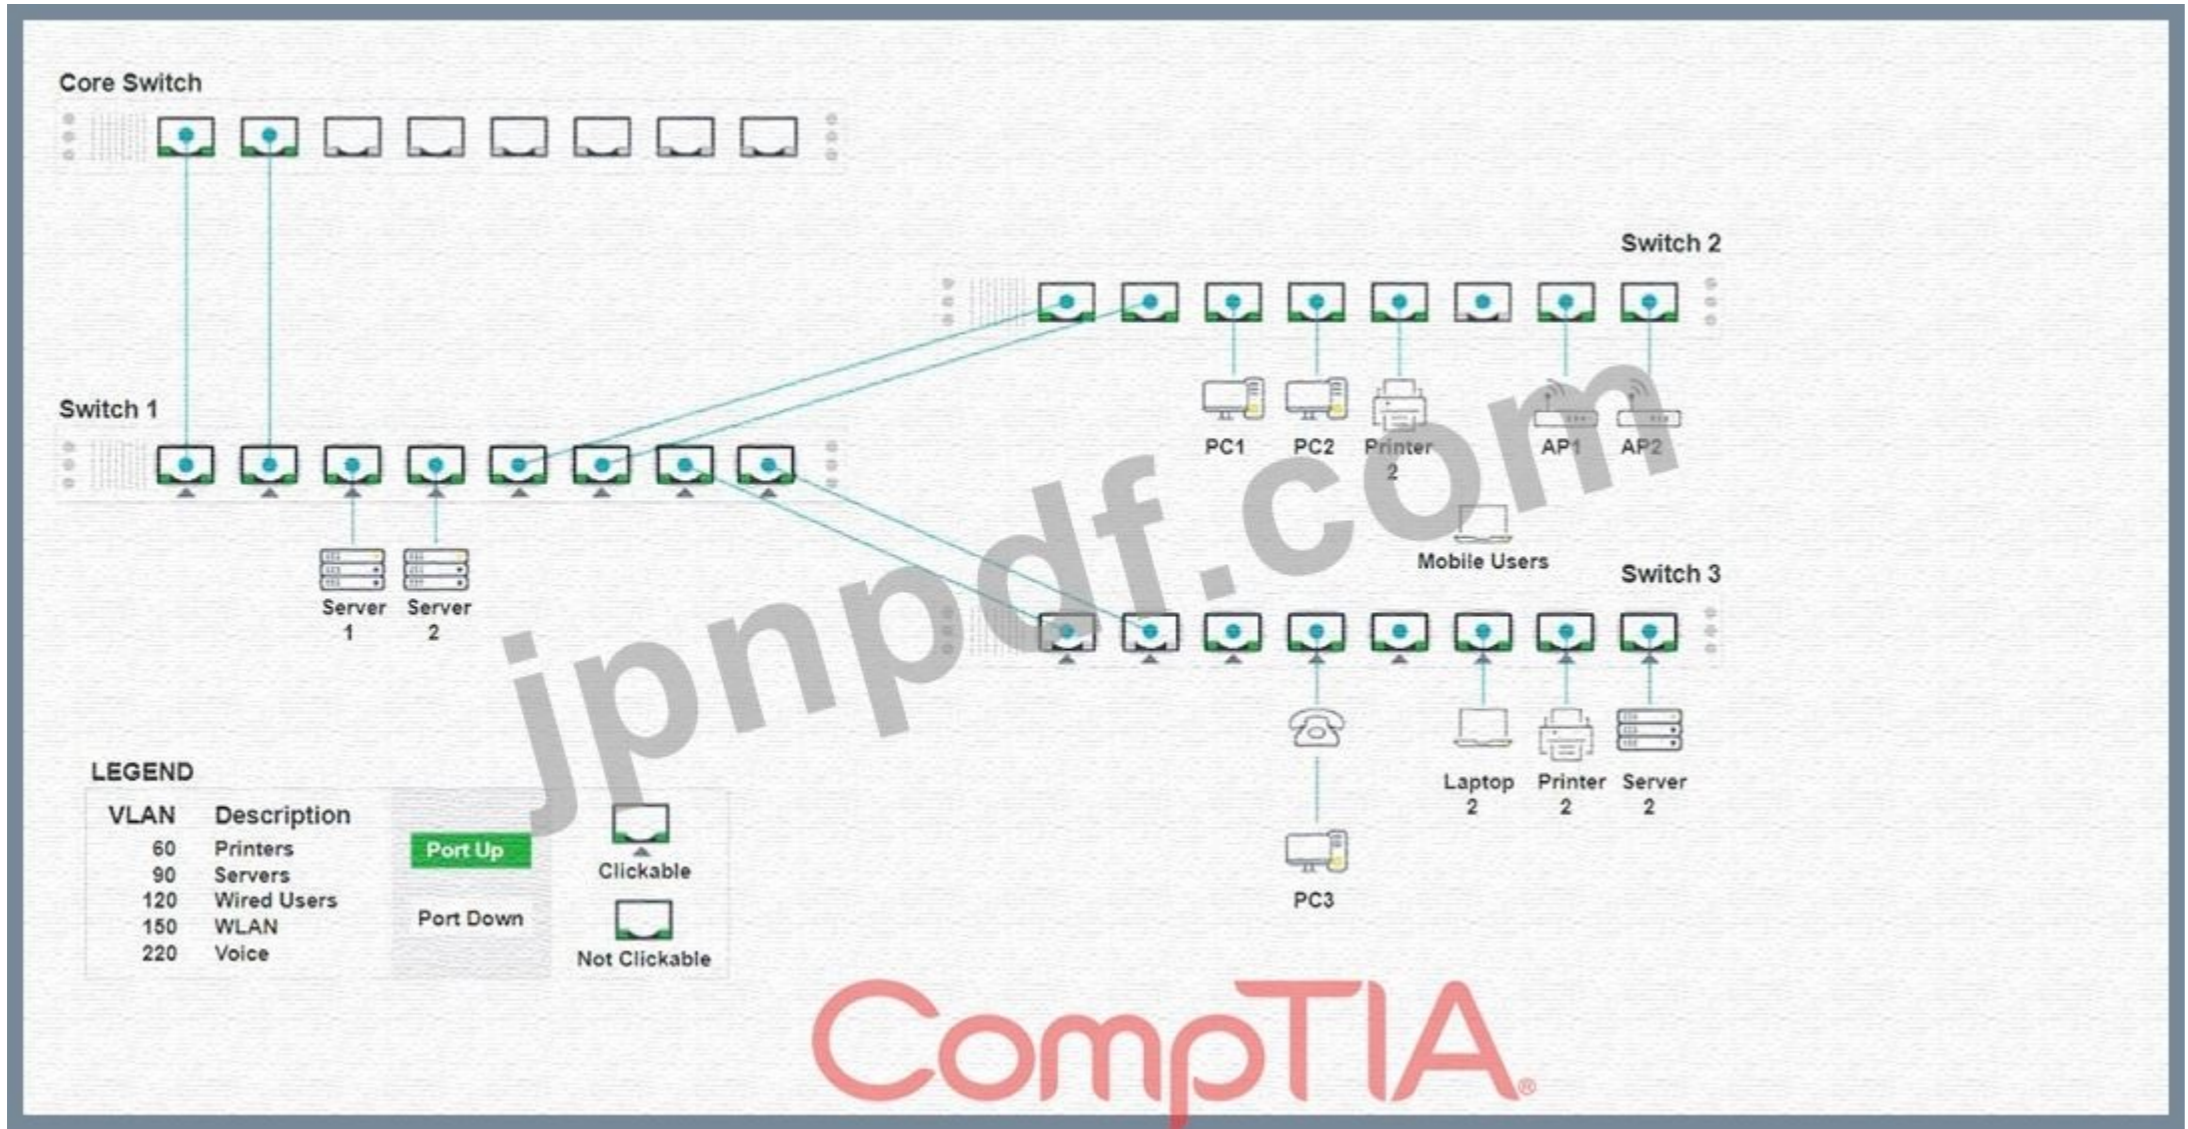 Core Switch
Switch 2
PC1
PC2
Printer
2
AP1
AP2
Switch 1
Mobile Users
Switch 3
Server
1
Server
2
Laptop
2
Printer
2
Server
2
PC3
LEGEND
VLAN Description
60 Printers
90 Servers
120 Wired Users
150 WLAN
220 Voice
Port Up
Port Down
Clickable
Not Clickable
jpnpdf.com
CompTIA®